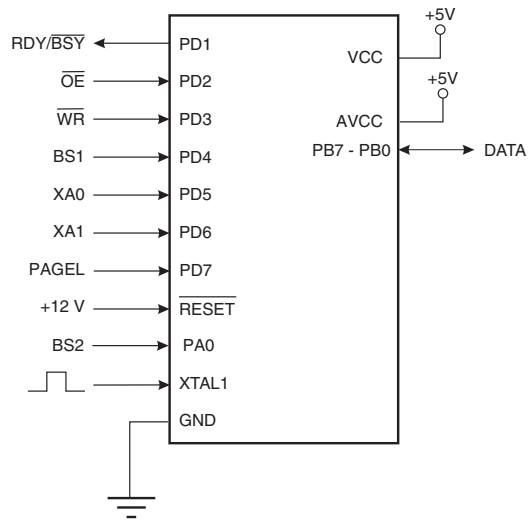 +5V
RDY/BSY PD1
VCC
OE PD2
+5V
WR PD3
AVCC
BS1 PD4 PB7 - PB0 DATA
XA0 PD5
XA1 PD6
PAGEL PD7
+12 V RESET
BS2 PA0
XTAL1
GND